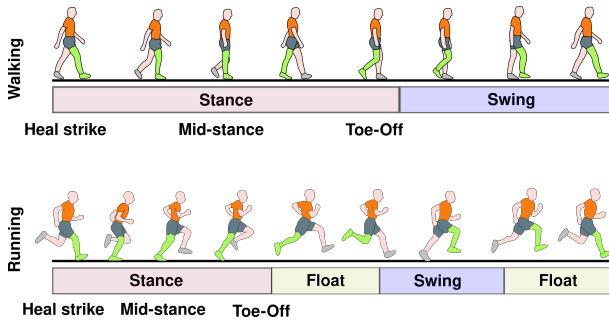 Walking
Stance Swing
Heal strike Mid-stance Toe-Off
Running
Stance Float Swing Float
Heal strike Mid-stance Toe-Off